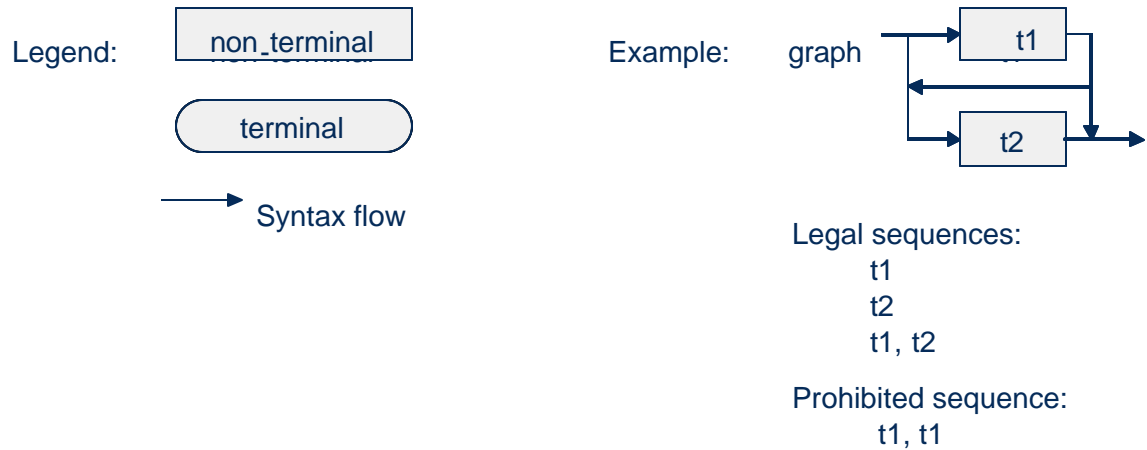 Legend:
non_terminal
terminal
Syntax flow
Example:
graph
t1
t2
Legal sequences:
t1
t2
t1, t2
Prohibited sequence:
t1, t1